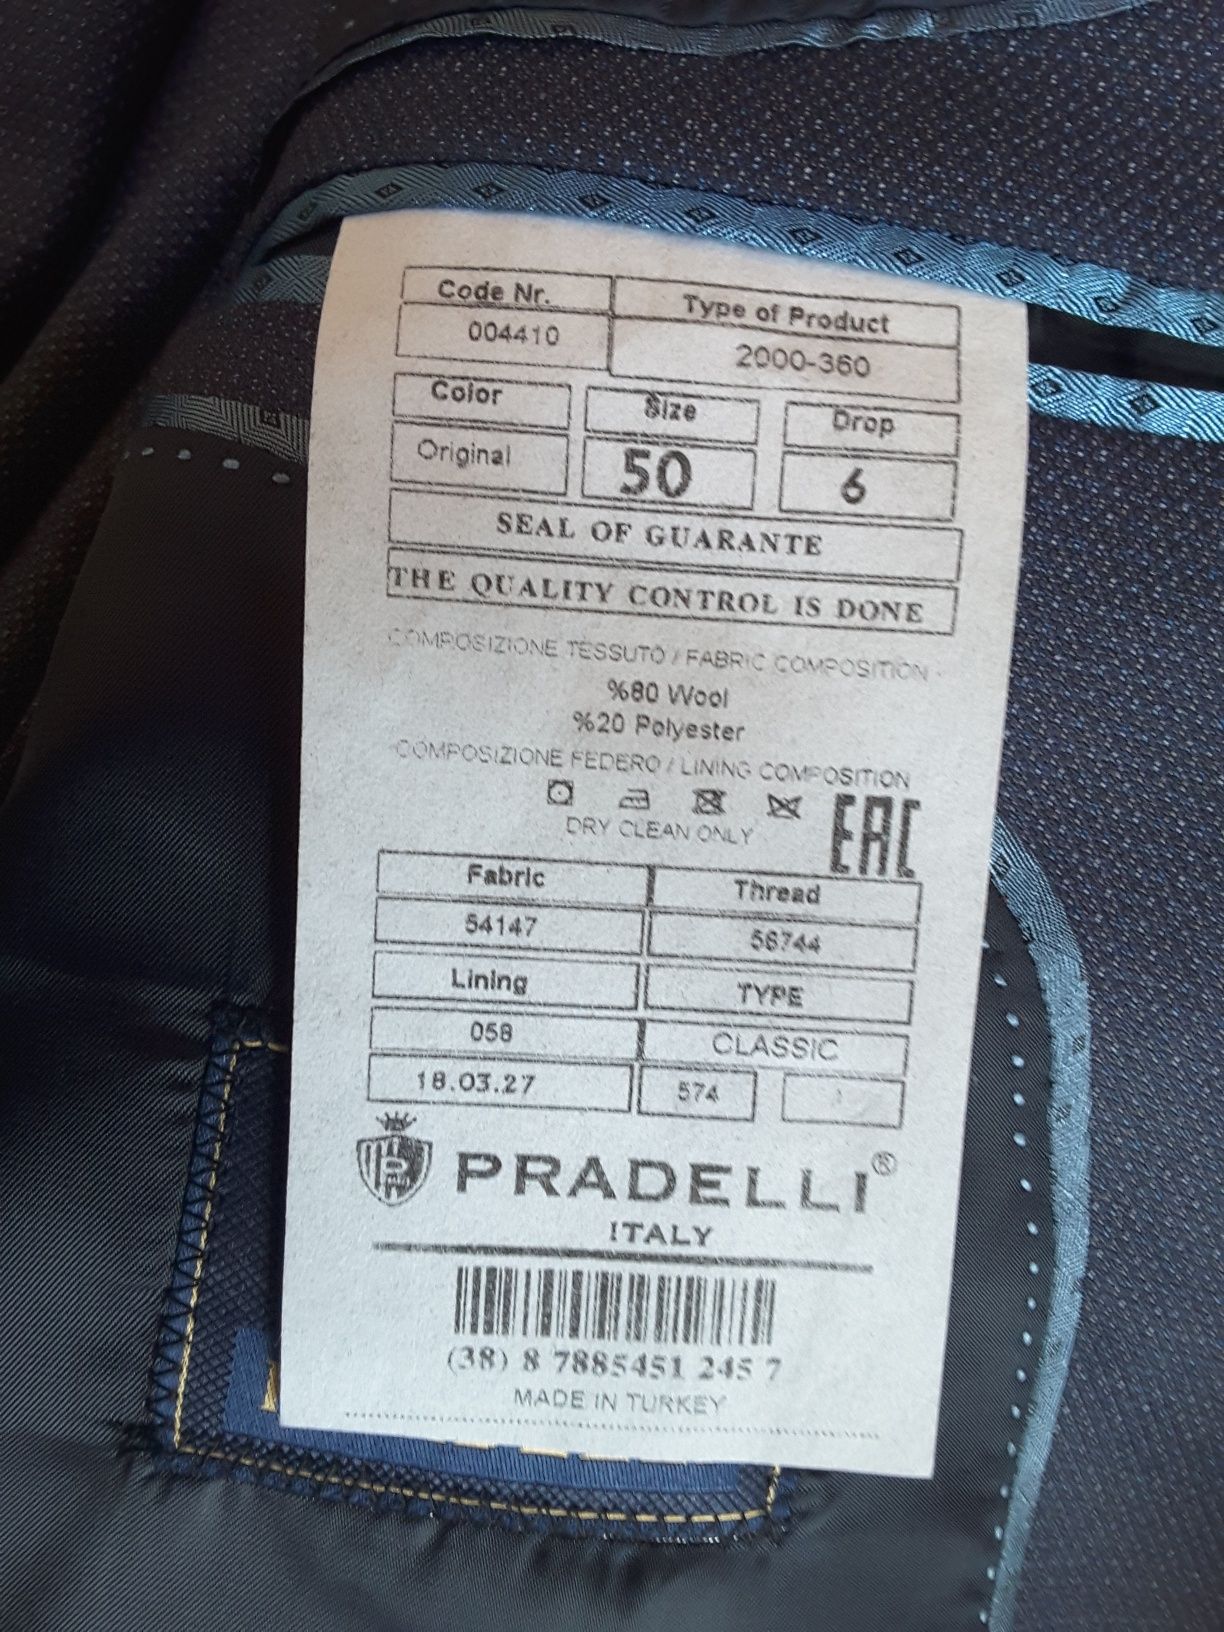 Code Nr. Type of Product
004410 2000-360
Color Size Drop
Original 50 6
SEAL OF GUARANTE
THE QUALITY CONTROL IS DONE
COMPOSIZIONE TESSUTO / FABRIC COMPOSITION
%80 Wool
%20 Polyester
COMPOSIZIONE FEDERO / LINING COMPOSITION
DRY CLEAN ONLY
EAC
Fabric Thread
54147 56744
Lining TYPE
058 CLASSIC
18.03.27 574
PRADELLI®
ITALY
(38) 8 7885451 245 7
MADE IN TURKEY